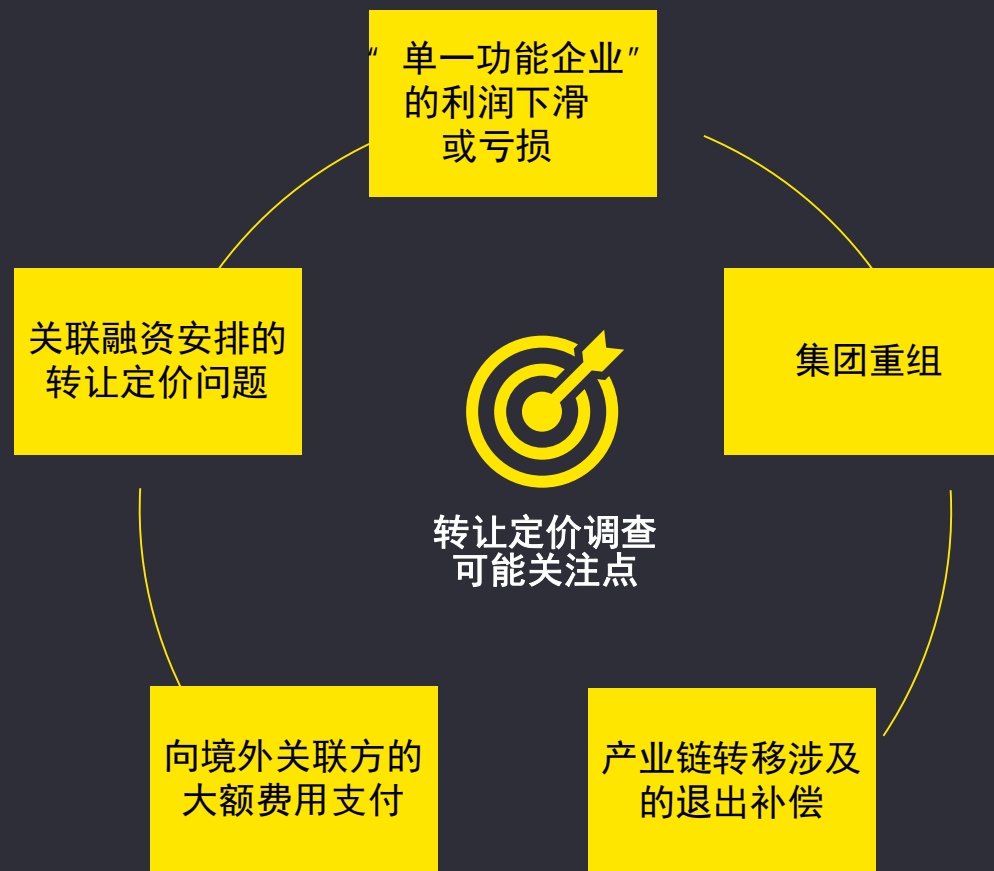 “ 单一功能企业”
的利润下滑
或亏损
关联融资安排的
转让定价问题
集团重组
转让定价调查
可能关注点
向境外关联方的
大额费用支付
产业链转移涉及
的退出补偿